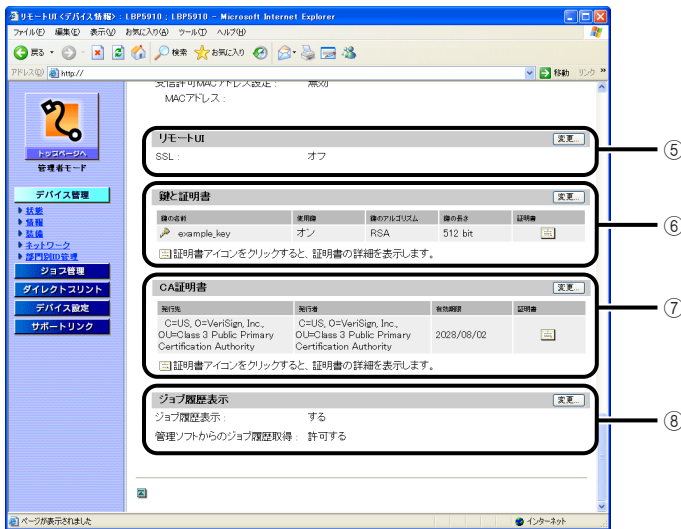 リモートUI <デバイス情報> : LBP5910 ; LBP5910 - Microsoft Internet Explorer
ファイル(F) 編集(E) 表示(V) お気に入り(A) ツール(T) ヘルプ(H)
戻る 検索 お気に入り
アドレス(D) http:// 移動 リンク »
受信許可MACアドレス設定 : 無効
MACアドレス :
トップページへ
管理者モード
デバイス管理
状態
情報
装備
ネットワーク
部門別ID管理
ジョブ管理
ダイレクトプリント
デバイス設定
サポートリンク
リモートUI 変更... ⑤
SSL : オフ
鍵と証明書 変更... ⑥
鍵の名前 使用鍵 鍵のアルゴリズム 鍵の長さ 証明書
example_key オン RSA 512 bit
証明書アイコンをクリックすると、証明書の詳細を表示します。
CA証明書 変更... ⑦
発行先 発行者 有効期限 証明書
C=US, O=VeriSign, Inc., C=US, O=VeriSign, Inc.,
OU=Class 3 Public Primary OU=Class 3 Public Primary 2028/08/02
Certification Authority Certification Authority
証明書アイコンをクリックすると、証明書の詳細を表示します。
ジョブ履歴表示 変更... ⑧
ジョブ履歴表示 : する
管理ソフトからのジョブ履歴取得 : 許可する
ページが表示されました インターネット